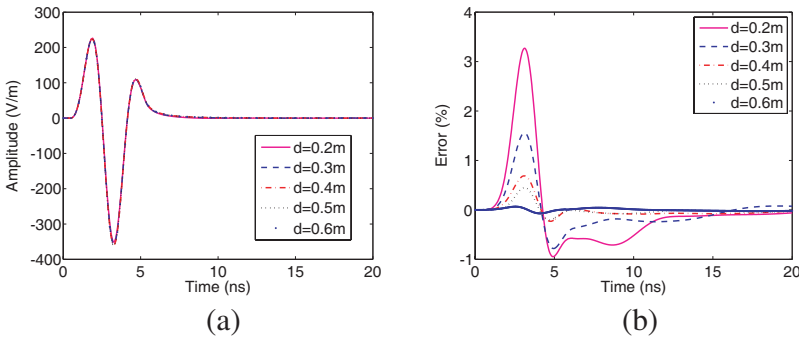 300
200
100
0
-100
-200
-300
-400
Amplitude (V/m)
0
5
10
15
20
Time (ns)
d=0.2m
d=0.3m
d=0.4m
d=0.5m
d=0.6m
(a)
4
3
2
1
0
-1
Error (%)
0
5
10
15
20
Time (ns)
d=0.2m
d=0.3m
d=0.4m
d=0.5m
d=0.6m
(b)